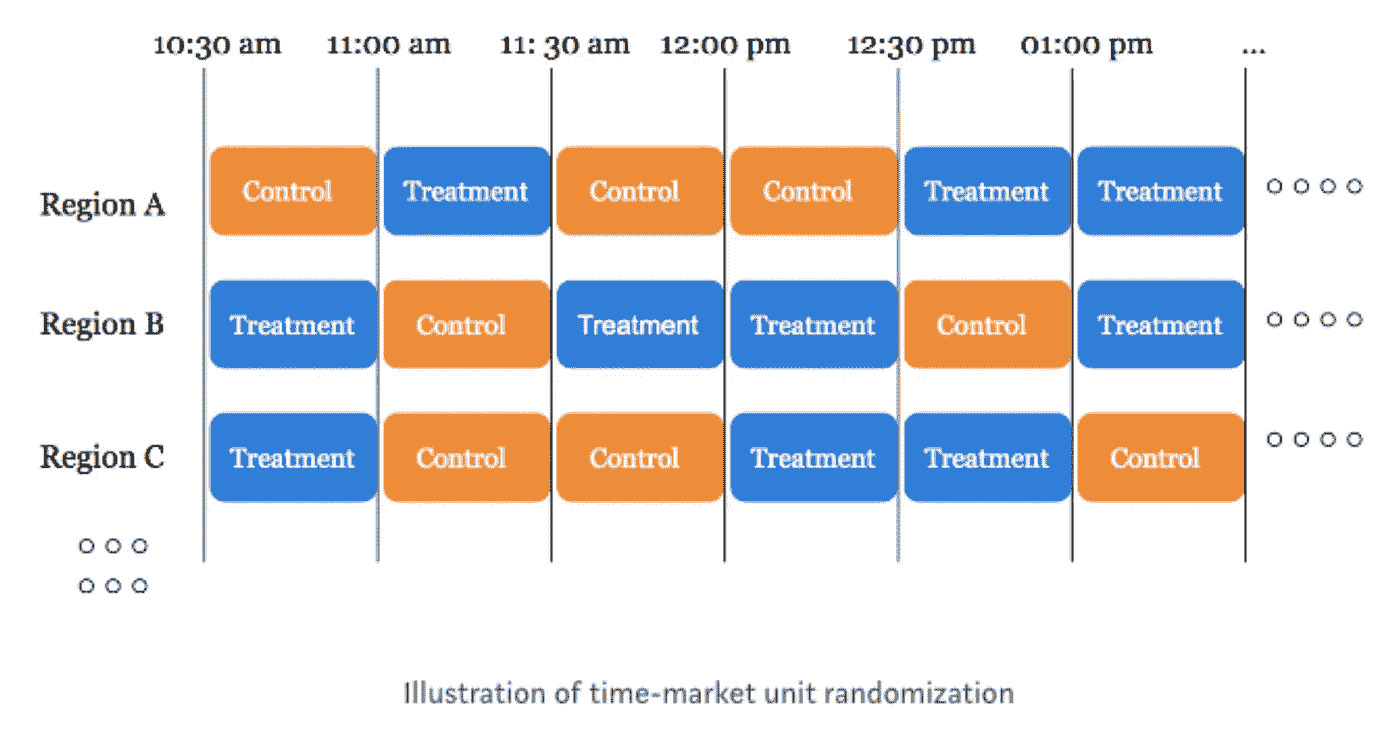 10:30 am 11:00 am 11: 30 am 12:00 pm 12:30 pm 01:00 pm ...
Region A Control Treatment Control Control Treatment Treatment
Region B Treatment Control Treatment Treatment Control Treatment
Region C Treatment Control Control Treatment Treatment Control
Illustration of time-market unit randomization